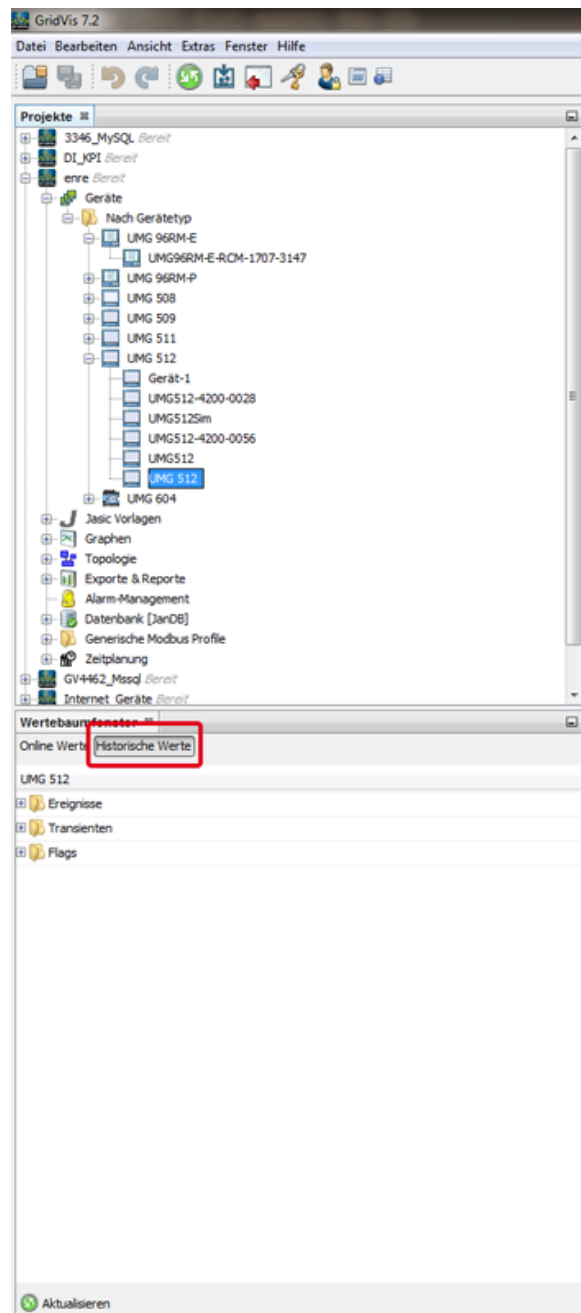 GridVis 7.2
Datei Bearbeiten Ansicht Extras Fenster Hilfe
Projekte
3346_MySQL Bereit
DI_KPI Bereit
enre Bereit
Geräte
Nach Gerätetyp
UMG 96RM-E
UMG96RM-E-RCM-1707-3147
UMG 96RM-P
UMG 508
UMG 509
UMG 511
UMG 512
Gerät-1
UMG512-4200-0028
UMG512Sim
UMG512-4200-0056
UMG512
UMG 512
UMG 604
Jasic Vorlagen
Graphen
Topologie
Exporte & Reporte
Alarm-Management
Datenbank [JanDB]
Generische Modbus Profile
Zeitplanung
GV4462_Mssql Bereit
Internet Geräte Bereit
Wertebaumfenster
Online Werte Historische Werte
UMG 512
Ereignisse
Transienten
Flags
Aktualisieren